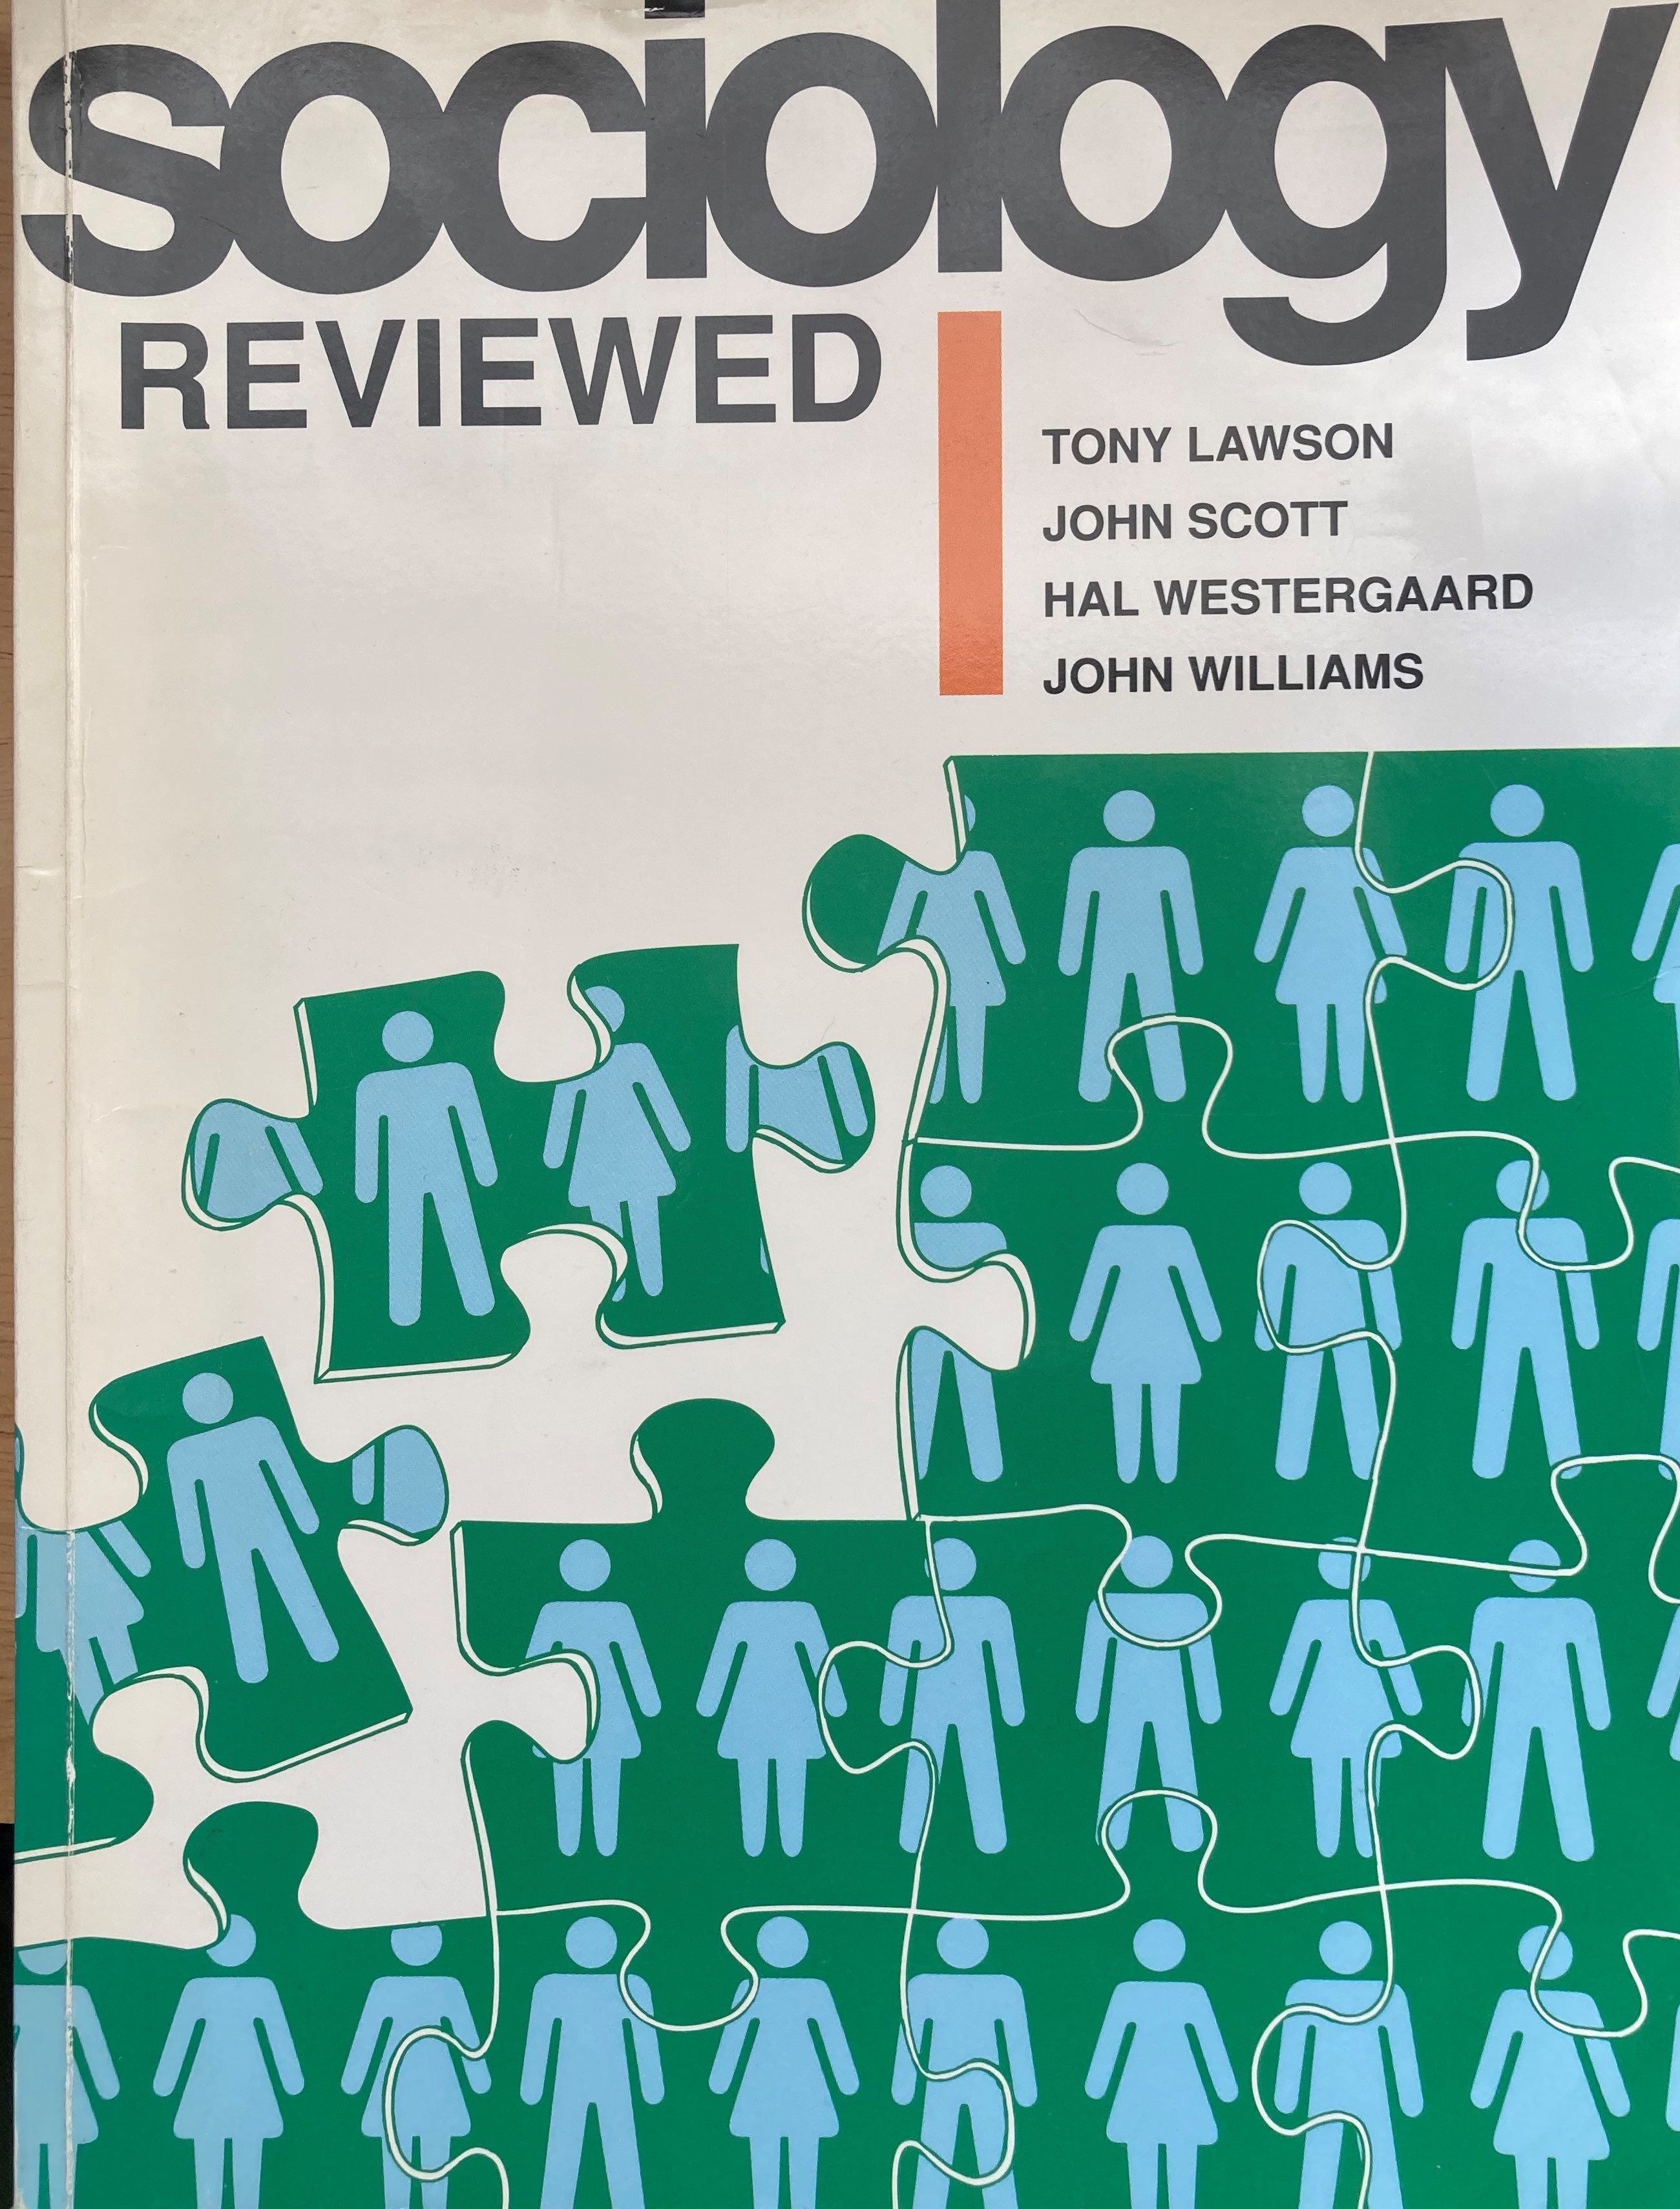 sociology
REVIEWED
TONY LAWSON
JOHN SCOTT
HAL WESTERGAARD
JOHN WILLIAMS